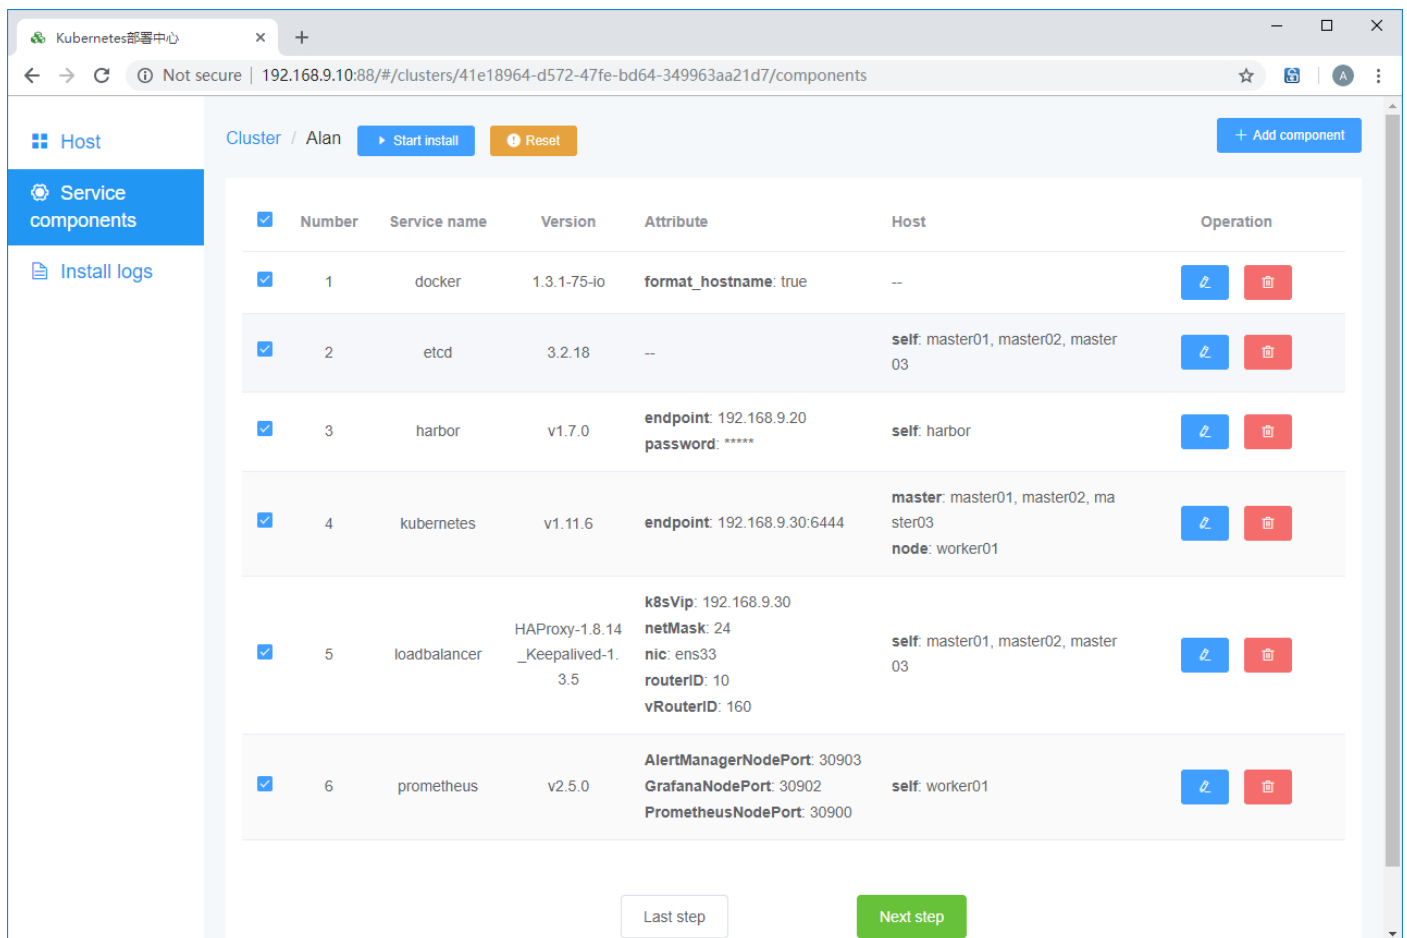 Kubernetes部署中心
Not secure | 192.168.9.10:88/#/clusters/41e18964-d572-47fe-bd64-349963aa21d7/components
A
Host
Service
components
Install logs
Cluster / Alan
Start install
Reset
+ Add component
Number Service name Version Attribute Host Operation
1 docker 1.3.1-75-io format_hostname: true --
2 etcd 3.2.18 -- self: master01, master02, master
03
3 harbor v1.7.0 endpoint: 192.168.9.20
password: *****
self: harbor
4 kubernetes v1.11.6 endpoint: 192.168.9.30:6444
master: master01, master02, ma
ster03
node: worker01
5 loadbalancer
HAProxy-1.8.14
_Keepalived-1.
3.5
k8sVip: 192.168.9.30
netMask: 24
nic: ens33
routerID: 10
vRouterID: 160
self: master01, master02, master
03
6 prometheus v2.5.0
AlertManagerNodePort: 30903
GrafanaNodePort: 30902
PrometheusNodePort: 30900
self: worker01
Last step
Next step